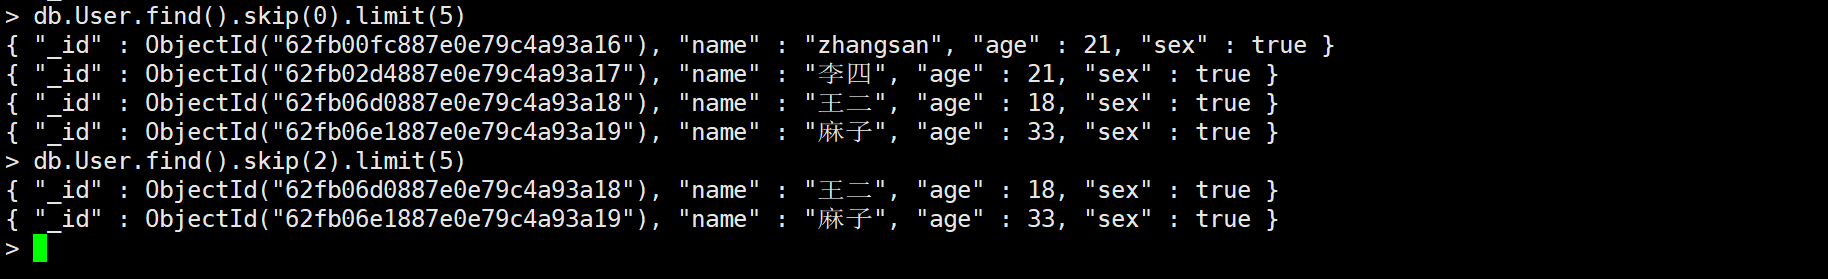 > db.User.find().skip(0).limit(5)
{ "_id" : ObjectId("62fb00fc887e0e79c4a93a16"), "name" : "zhangsan", "age" : 21, "sex" : true }
{ "_id" : ObjectId("62fb02d4887e0e79c4a93a17"), "name" : "李四", "age" : 21, "sex" : true }
{ "_id" : ObjectId("62fb06d0887e0e79c4a93a18"), "name" : "王二", "age" : 18, "sex" : true }
{ "_id" : ObjectId("62fb06e1887e0e79c4a93a19"), "name" : "麻子", "age" : 33, "sex" : true }
> db.User.find().skip(2).limit(5)
{ "_id" : ObjectId("62fb06d0887e0e79c4a93a18"), "name" : "王二", "age" : 18, "sex" : true }
{ "_id" : ObjectId("62fb06e1887e0e79c4a93a19"), "name" : "麻子", "age" : 33, "sex" : true }
>